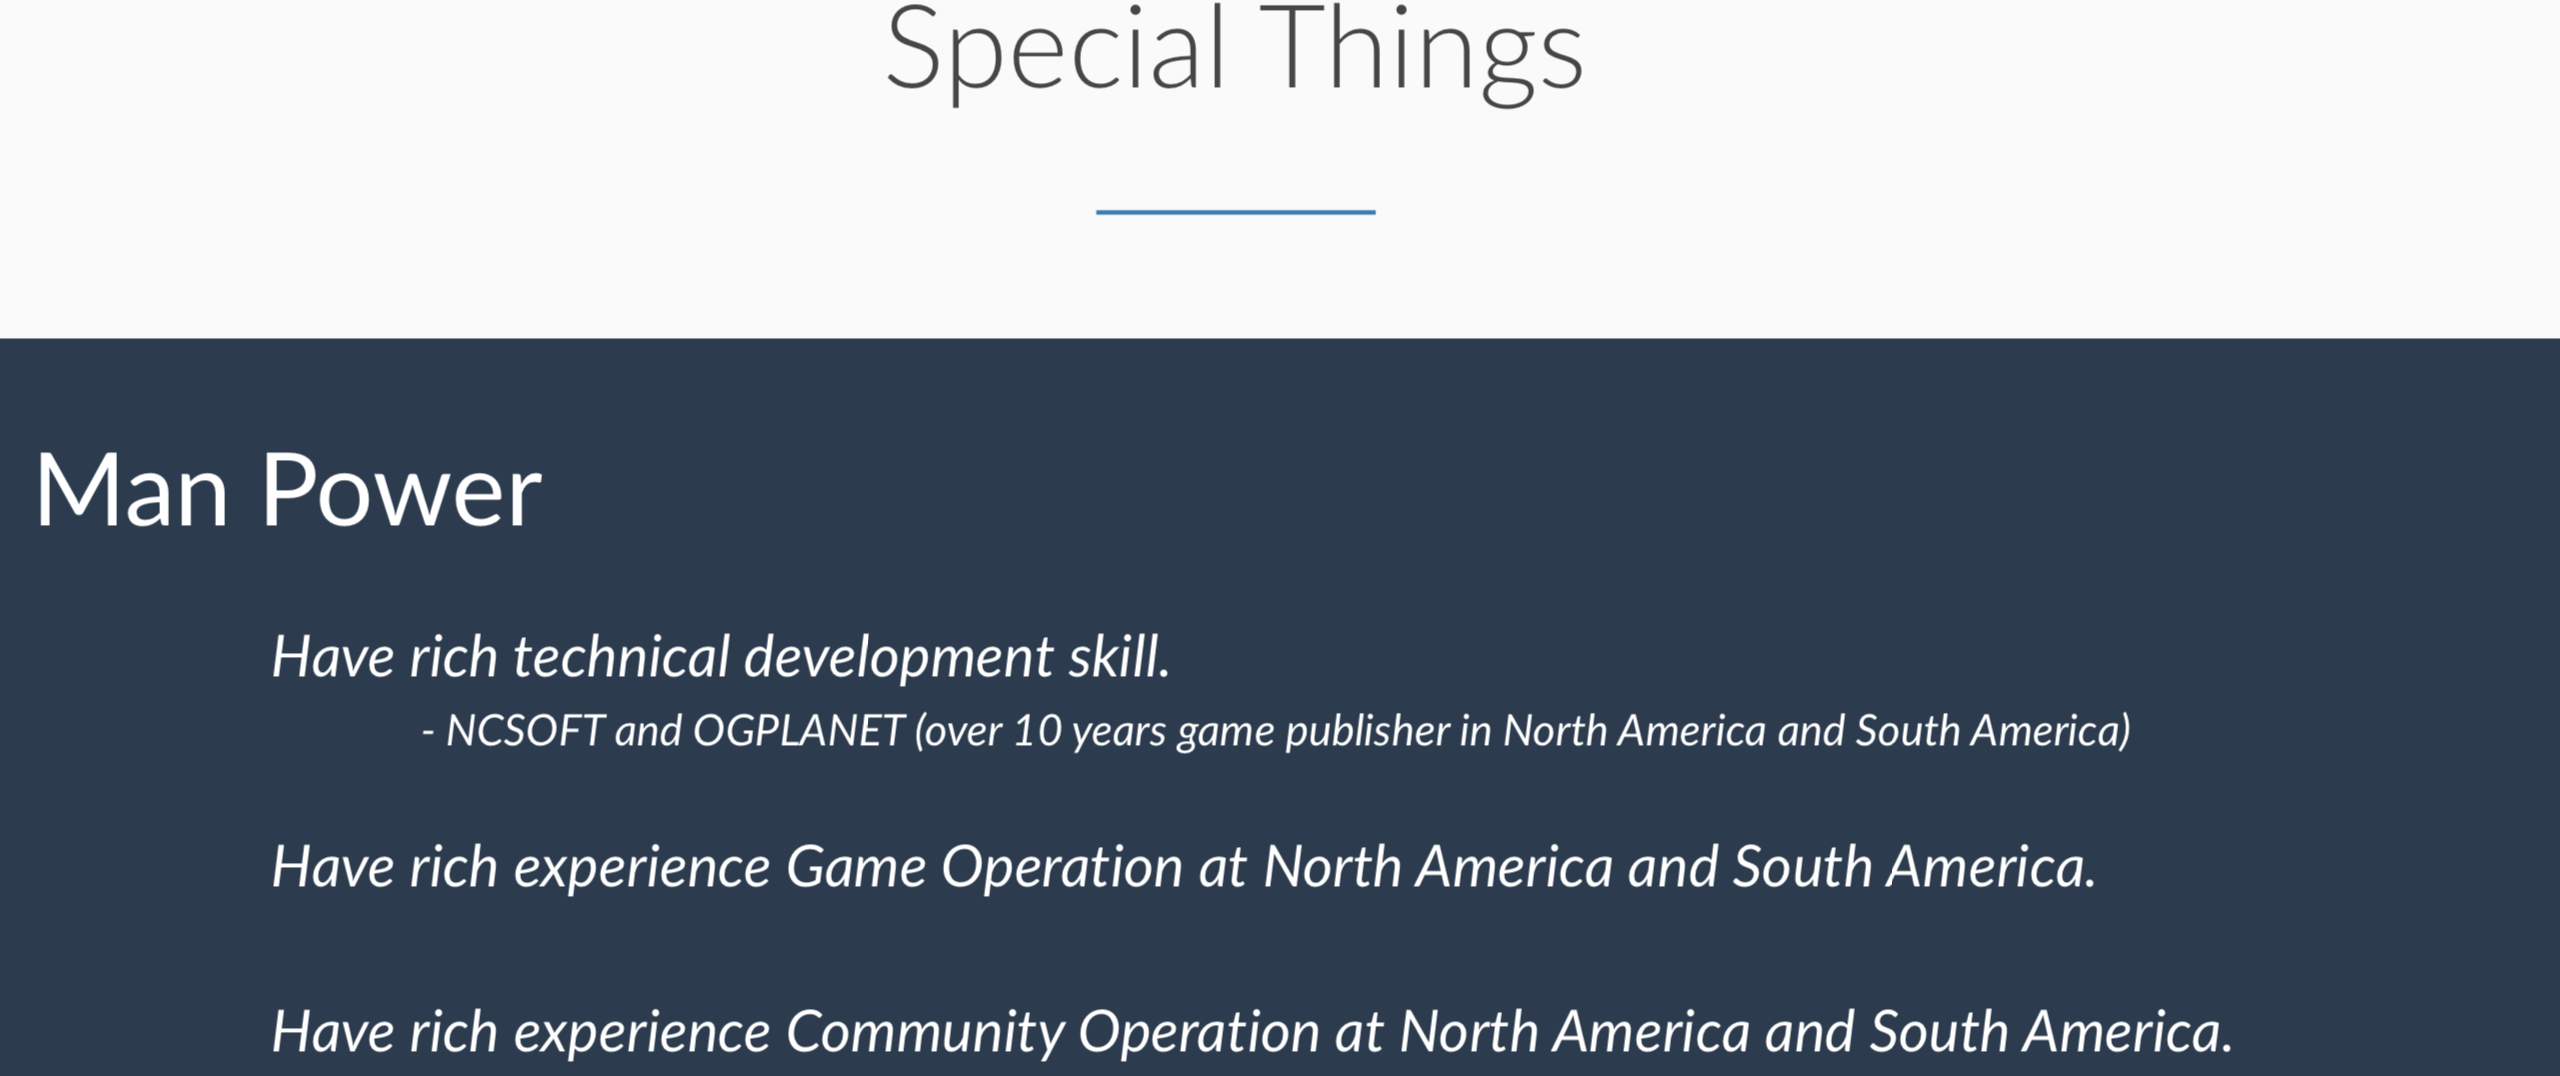 Special Things
Man Power
Have rich technical development skill.
- NCSOFT and OGPLANET (over 10 years game publisher in North America and South America)
Have rich experience Game Operation at North America and South America.
Have rich experience Community Operation at North America and South America.